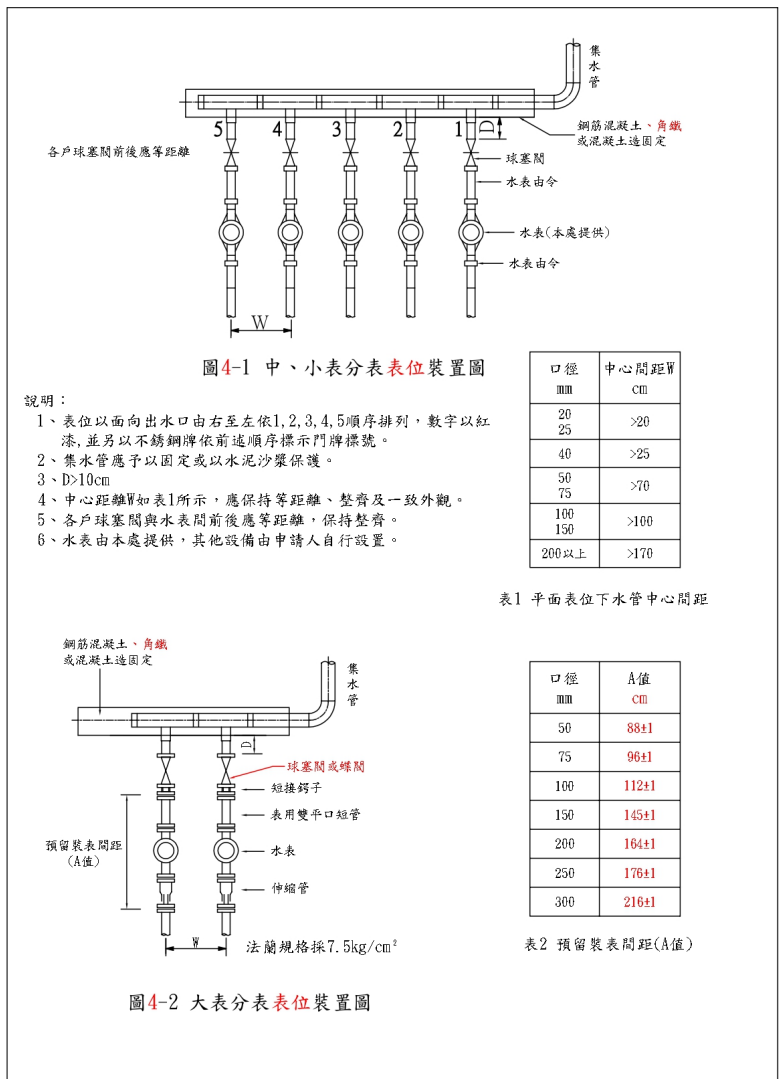 集
水
管
5 4 3 2 1
D
鋼筋混凝土、角鐵
或混凝土造固定
各戶球塞閥前後應等距離
球塞閥
水表由令
水表(本處提供)
水表由令
W
圖4-1 中、小表分表表位裝置圖
說明：
1、表位以面向出水口由右至左依1,2,3,4,5順序排列，數字以紅
漆,並另以不銹鋼牌依前述順序標示門牌標號。
2、集水管應予以固定或以水泥沙漿保護。
3、D>10cm
4、中心距離W如表1所示，應保持等距離、整齊及一致外觀。
5、各戶球塞閥與水表間前後應等距離，保持整齊。
6、水表由本處提供，其他設備由申請人自行設置。
口徑 中心間距W
mm cm
20
25 >20
40 >25
50
75 >70
100
150 >100
200以上 >170
表1 平面表位下水管中心間距
鋼筋混凝土、角鐵
或混凝土造固定
集
水
管
D
球塞閥或蝶閥
短接鍔子
表用雙平口短管
預留裝表間距
(A值)
水表
伸縮管
W
法蘭規格採7.5kg/cm²
圖4-2 大表分表表位裝置圖
口徑 A值
mm cm
50 88±1
75 96±1
100 112±1
150 145±1
200 164±1
250 176±1
300 216±1
表2 預留裝表間距(A值)